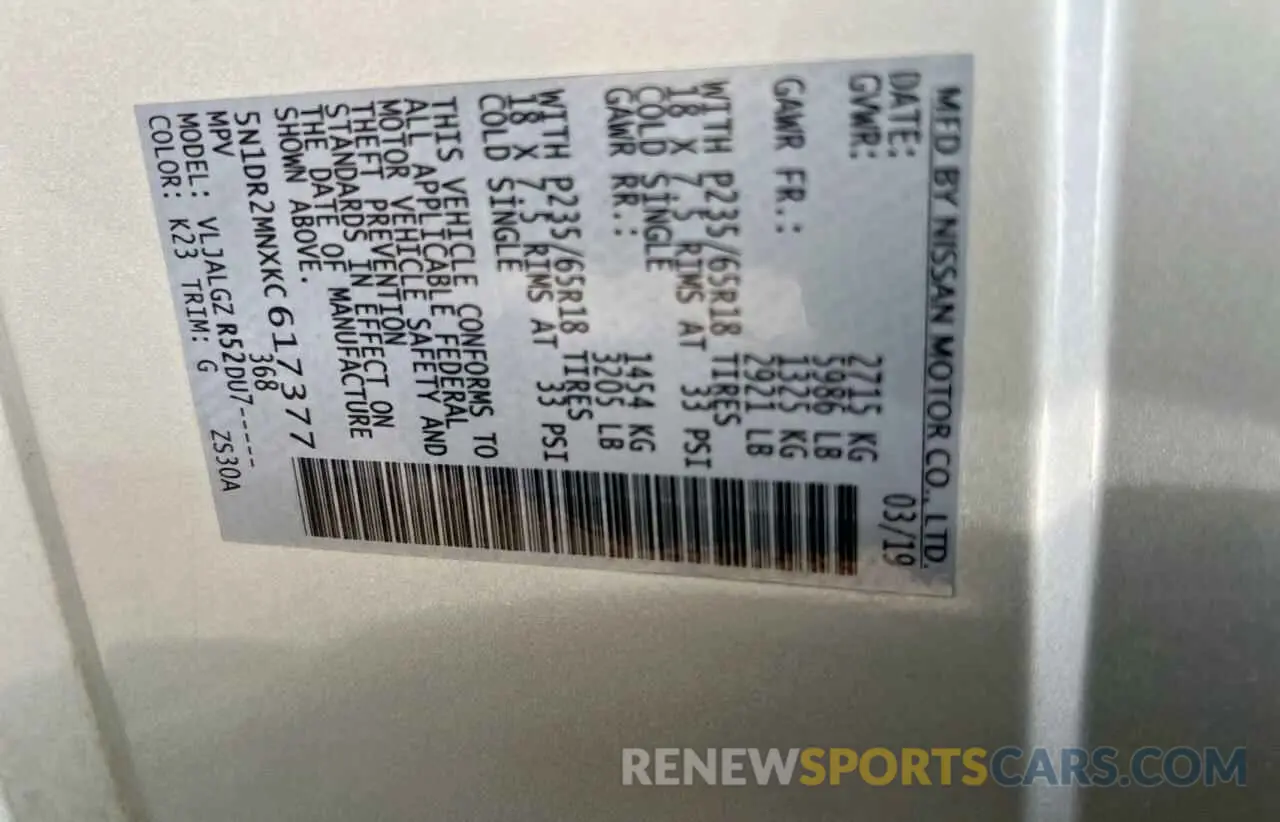 MFD BY NISSAN MOTOR CO., LTD.
DATE: 03/19
GVWR: 2715 KG
5986 LB
GAWR FR.: 1325 KG
2921 LB
WITH P235/65R18 TIRES
18 X 7.5 RIMS AT 33 PSI
COLD SINGLE
GAWR RR.: 1454 KG
3205 LB
WITH P235/65R18 TIRES
18 X 7.5 RIMS AT 33 PSI
COLD SINGLE
THIS VEHICLE CONFORMS TO
ALL APPLICABLE FEDERAL
MOTOR VEHICLE SAFETY AND
THEFT PREVENTION
STANDARDS IN EFFECT ON
THE DATE OF MANUFACTURE
SHOWN ABOVE.
5N1DR2MNXKC617377
MPV 368
MODEL: VLJALGZ R52DU7-----
COLOR: K23 TRIM: G ZS30A
RENEWSPORTSCARS.COM